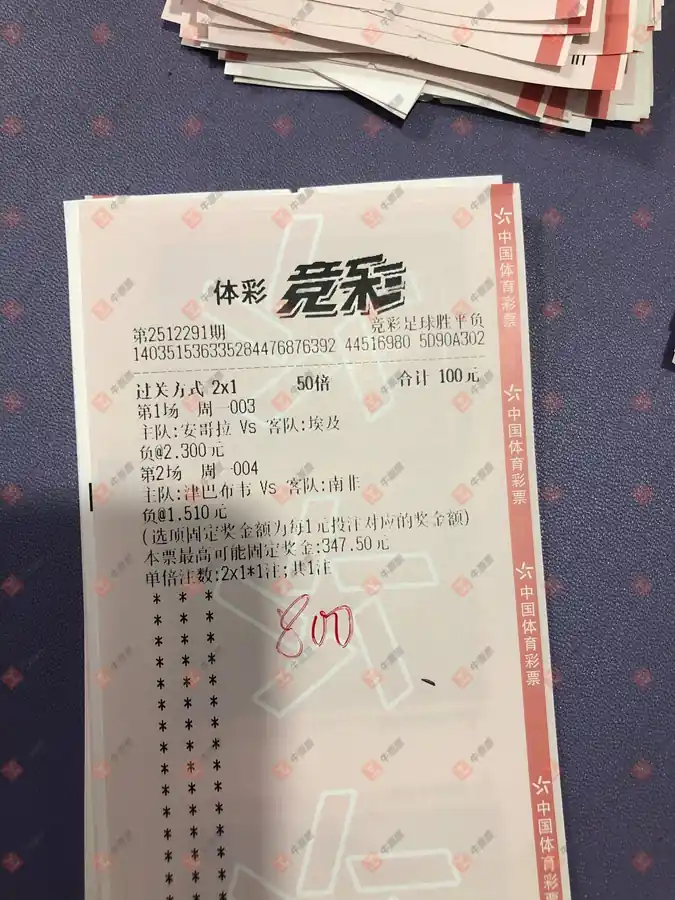 体彩 竞彩
第2512291期 竞彩足球胜平负
140351536335284476876392 44516980 5D90A302
过关方式 2x1 50倍 合计 100元
第1场 周一003
主队:安哥拉 Vs 客队:埃及
负@2.300元
第2场 周一004
主队:津巴布韦 Vs 客队:南非
负@1.510元
(选项固定奖金额为每1元投注对应的奖金额)
本票最高可能固定奖金:347.50元
单倍注数:2x1*1注;共1注
800
中国体育彩票
中国体育彩票
中国体育彩票
中国体育彩票